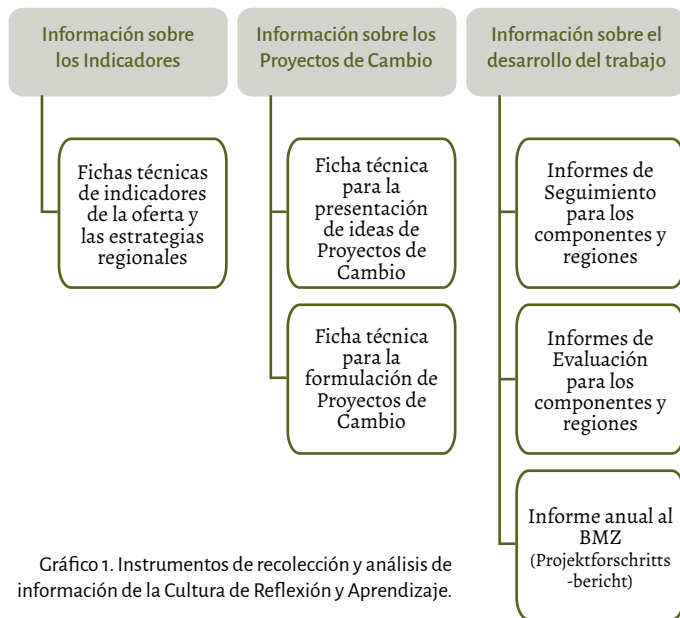 Información sobre
los Indicadores
Fichas técnicas
de indicadores
de la oferta y
las estrategias
regionales
Información sobre los
Proyectos de Cambio
Ficha técnica
para la
presentación
de ideas de
Proyectos de
Cambio
Ficha técnica
para la
formulación de
Proyectos de
Cambio
Información sobre el
desarrollo del trabajo
Informes de
Seguimiento
para los
componentes y
regiones
Informes de
Evaluación
para los
componentes y
regiones
Informe anual al
BMZ
(Projektforschritts
-bericht)
Gráfico 1. Instrumentos de recolección y análisis de
información de la Cultura de Reflexión y Aprendizaje.